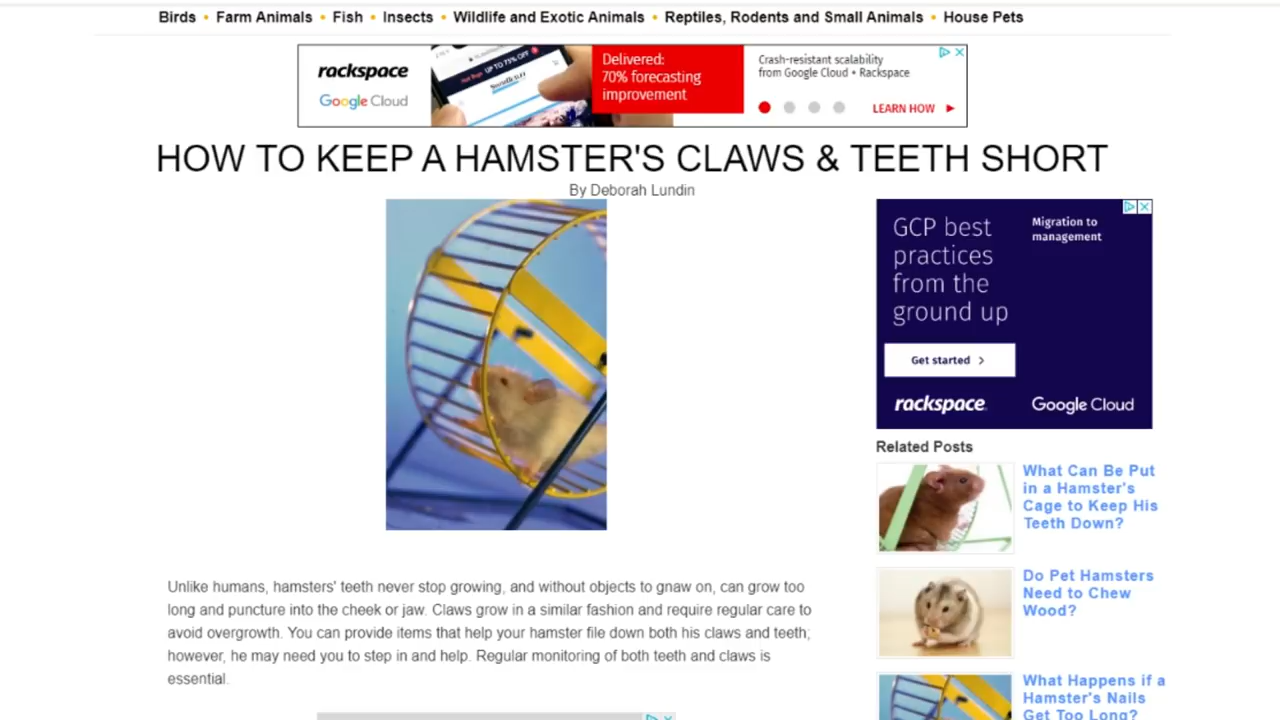 Birds • Farm Animals • Fish • Insects • Wildlife and Exotic Animals • Reptiles, Rodents and Small Animals • House Pets
rackspace
Google Cloud
UP TO 75% OFF
Delivered:
70% forecasting
improvement
Crash-resistant scalability
from Google Cloud + Rackspace
LEARN HOW
HOW TO KEEP A HAMSTER'S CLAWS & TEETH SHORT
By Deborah Lundin
GCP best
practices
from the
ground up
Migration to
management
Get started >
rackspace
Google Cloud
Related Posts
What Can Be Put
in a Hamster's
Cage to Keep His
Teeth Down?
Do Pet Hamsters
Need to Chew
Wood?
What Happens if a
Hamster's Nails
Get Too Long?
Unlike humans, hamsters' teeth never stop growing, and without objects to gnaw on, can grow too
long and puncture into the cheek or jaw. Claws grow in a similar fashion and require regular care to
avoid overgrowth. You can provide items that help your hamster file down both his claws and teeth;
however, he may need you to step in and help. Regular monitoring of both teeth and claws is
essential.